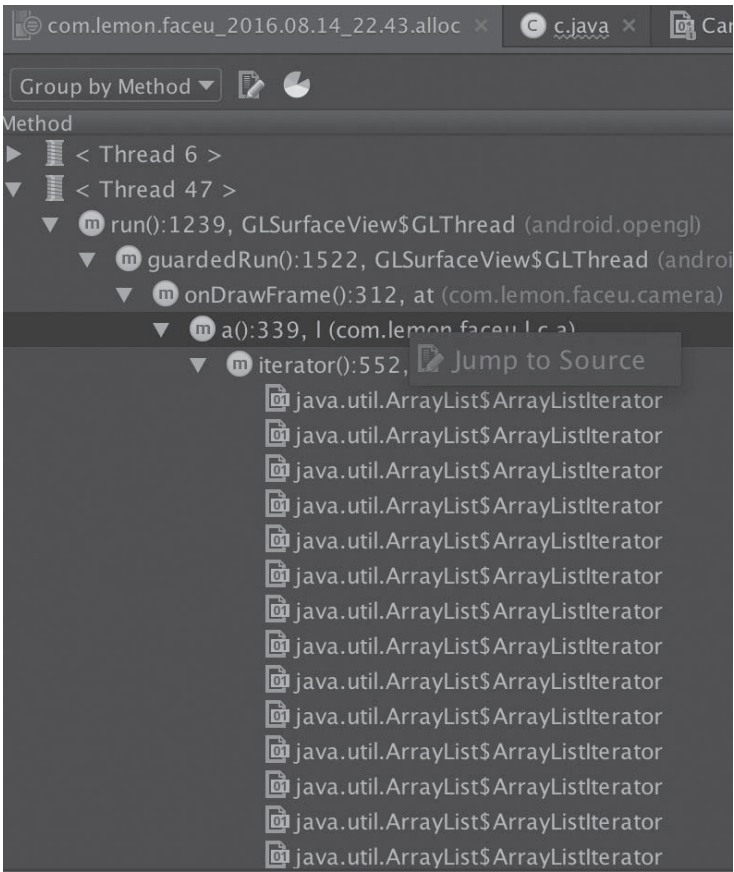 com.lemon.faceu_2016.08.14_22.43.alloc × c.java × Car
Group by Method
Method
< Thread 6 >
< Thread 47 >
run():1239, GLSurfaceView$GLThread (android.opengl)
guardedRun():1522, GLSurfaceView$GLThread (androi
onDrawFrame():312, at (com.lemon.faceu.camera)
a():339, l (com.lemon.faceu.l.c.a)
iterator():552, Jump to Source
java.util.ArrayList$ArrayListIterator
java.util.ArrayList$ArrayListIterator
java.util.ArrayList$ArrayListIterator
java.util.ArrayList$ArrayListIterator
java.util.ArrayList$ArrayListIterator
java.util.ArrayList$ArrayListIterator
java.util.ArrayList$ArrayListIterator
java.util.ArrayList$ArrayListIterator
java.util.ArrayList$ArrayListIterator
java.util.ArrayList$ArrayListIterator
java.util.ArrayList$ArrayListIterator
java.util.ArrayList$ArrayListIterator
java.util.ArrayList$ArrayListIterator
java.util.ArrayList$ArrayListIterator